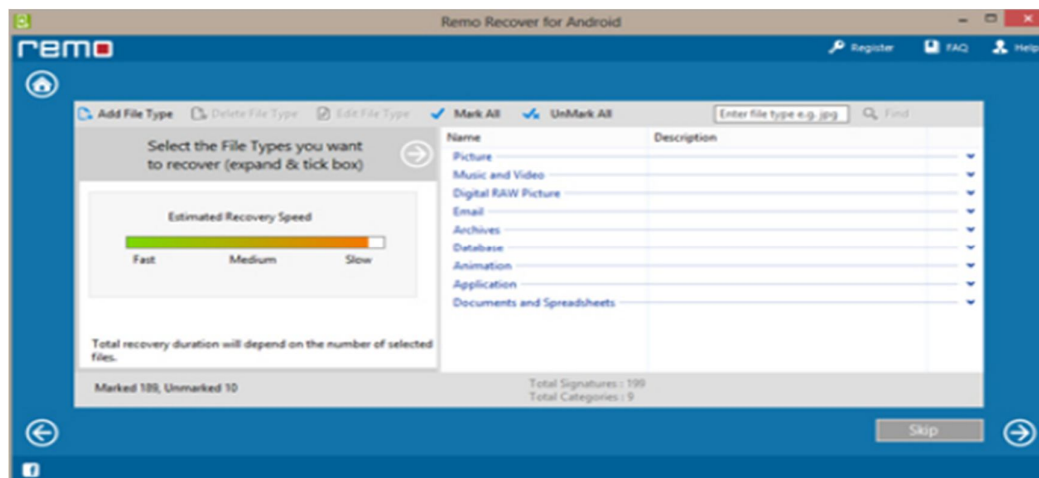 Remo Recover for Android
remo
Register FAQ Help
Add File Type Delete File Type Edit File Type Mark All UnMark All Enter file type e.g. jpg Find
Select the File Types you want
to recover (expand & tick box)
Estimated Recovery Speed
Fast Medium Slow
Total recovery duration will depend on the number of selected
files.
Name Description
Picture
Music and Video
Digital RAW Picture
Email
Archives
Database
Animation
Application
Documents and Spreadsheets
Marked 189, Unmarked 10
Total Signatures : 199
Total Categories : 9
Skip
f